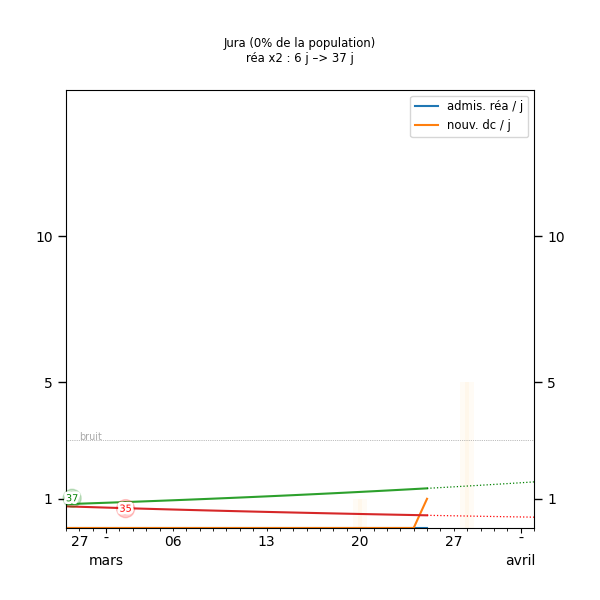 Jura (0% de la population)
réa x2 : 6 j –> 37 j
admis. réa / j
nouv. dc / j
10 10
5 5
bruit
37
1 1
35
27 - 06 13 20 27 -
mars avril